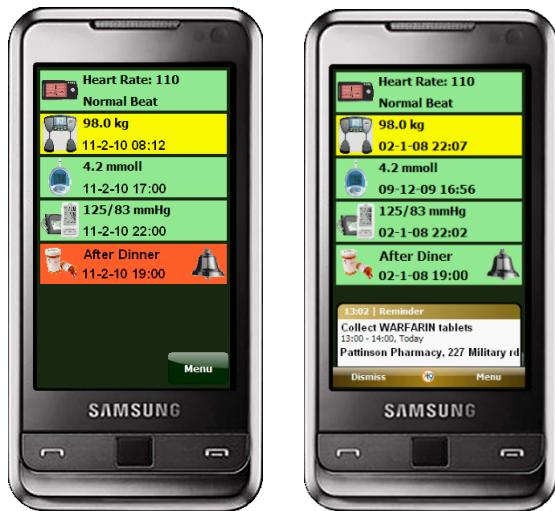 Heart Rate: 110
Normal Beat
98.0 kg
11-2-10 08:12
4.2 mmoll
11-2-10 17:00
125/83 mmHg
11-2-10 22:00
After Dinner
11-2-10 19:00
Menu
SAMSUNG
Heart Rate: 110
Normal Beat
98.0 kg
02-1-08 22:07
4.2 mmoll
09-12-09 16:56
125/83 mmHg
02-1-08 22:02
After Diner
02-1-08 19:00
13:02 | Reminder
Collect WARFARIN tablets
13:00 - 14:00, Today
Pattinson Pharmacy, 227 Military rd
Dismiss Menu
SAMSUNG